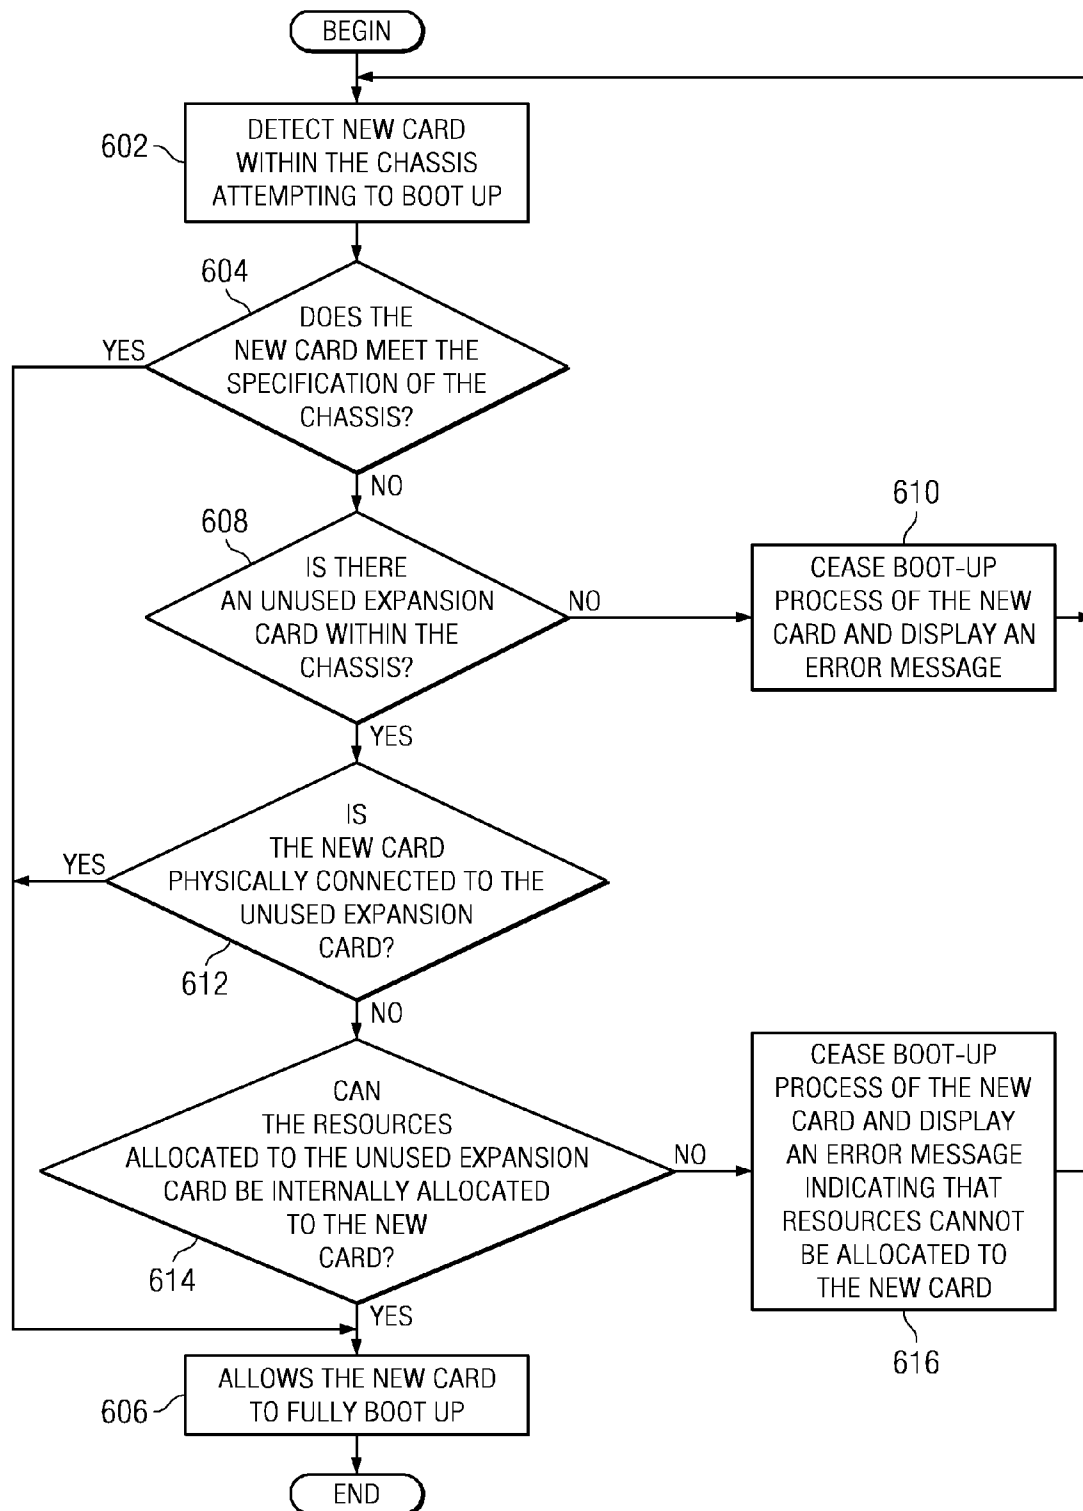 BEGIN
602
DETECT NEW CARD
WITHIN THE CHASSIS
ATTEMPTING TO BOOT UP
604
DOES THE
NEW CARD MEET THE
SPECIFICATION OF THE
CHASSIS?
YES
NO
608
IS THERE
AN UNUSED EXPANSION
CARD WITHIN THE
CHASSIS?
NO
610
CEASE BOOT-UP
PROCESS OF THE NEW
CARD AND DISPLAY AN
ERROR MESSAGE
YES
IS
THE NEW CARD
PHYSICALLY CONNECTED TO THE
UNUSED EXPANSION
CARD?
YES
612
NO
CAN
THE RESOURCES
ALLOCATED TO THE UNUSED EXPANSION
CARD BE INTERNALLY ALLOCATED
TO THE NEW
CARD?
614
NO
CEASE BOOT-UP
PROCESS OF THE NEW
CARD AND DISPLAY
AN ERROR MESSAGE
INDICATING THAT
RESOURCES CANNOT
BE ALLOCATED TO
THE NEW CARD
616
YES
606
ALLOWS THE NEW CARD
TO FULLY BOOT UP
END